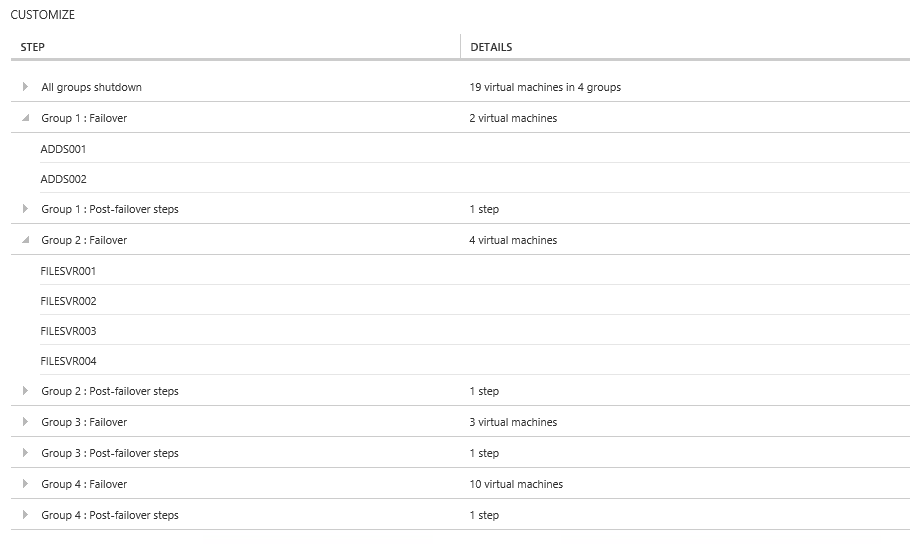 CUSTOMIZE
STEP DETAILS
All groups shutdown 19 virtual machines in 4 groups
Group 1 : Failover 2 virtual machines
ADDS001
ADDS002
Group 1 : Post-failover steps 1 step
Group 2 : Failover 4 virtual machines
FILESVR001
FILESVR002
FILESVR003
FILESVR004
Group 2 : Post-failover steps 1 step
Group 3 : Failover 3 virtual machines
Group 3 : Post-failover steps 1 step
Group 4 : Failover 10 virtual machines
Group 4 : Post-failover steps 1 step